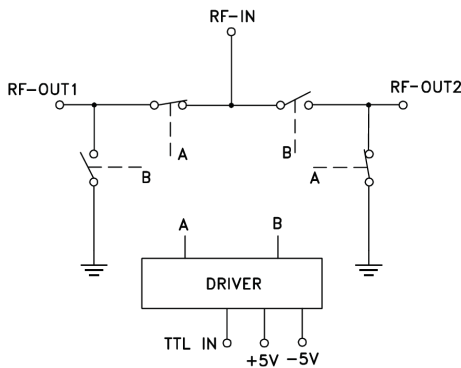 RF-IN
RF-OUT1
RF-OUT2
A
B
B
A
A
B
DRIVER
TTL IN
+5V
-5V